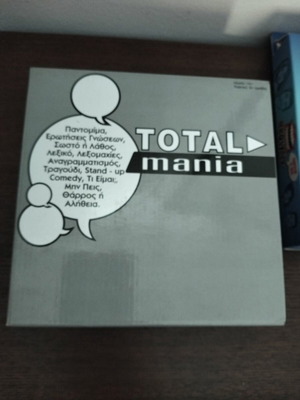 Παντομίμα,
Ερωτήσεις Γνώσεων,
Σωστό ή Λάθος,
Λεξικό, Λεξομαχίες,
Αναγραμματισμός,
Τραγούδι, Stand - up
Comedy, Τι Είμαι,
Μην Πεις,
Θάρρος ή
Αλήθεια.
TOTAL
mania